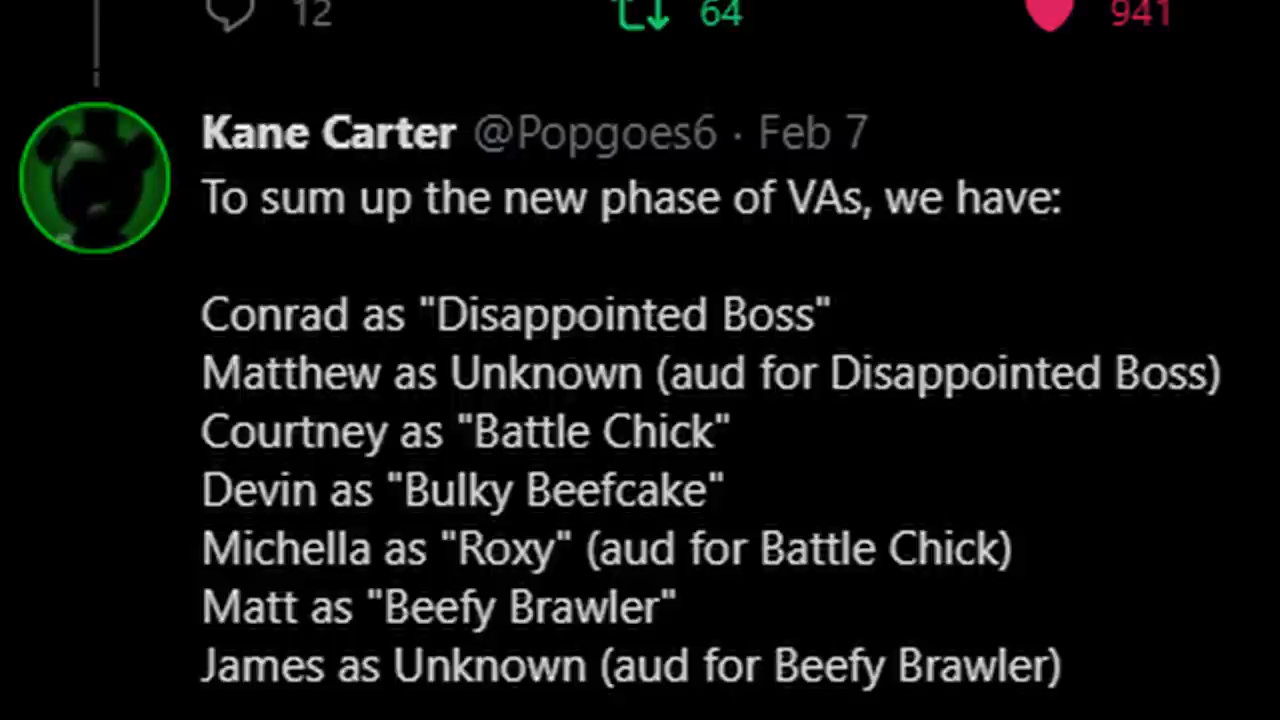 12 64 941
Kane Carter @Popgoes6 · Feb 7
To sum up the new phase of VAs, we have:
Conrad as "Disappointed Boss"
Matthew as Unknown (aud for Disappointed Boss)
Courtney as "Battle Chick"
Devin as "Bulky Beefcake"
Michella as "Roxy" (aud for Battle Chick)
Matt as "Beefy Brawler"
James as Unknown (aud for Beefy Brawler)